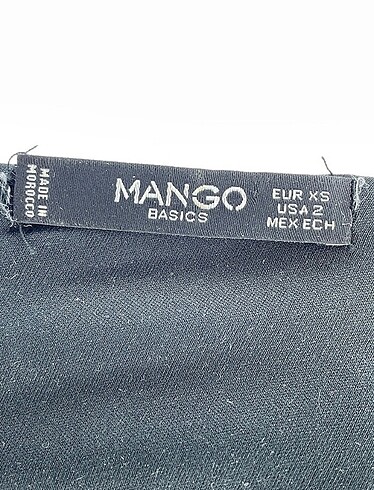 MADE IN
MOROCCO
MANGO
BASICS
EUR XS
USA 2
MEX ECH